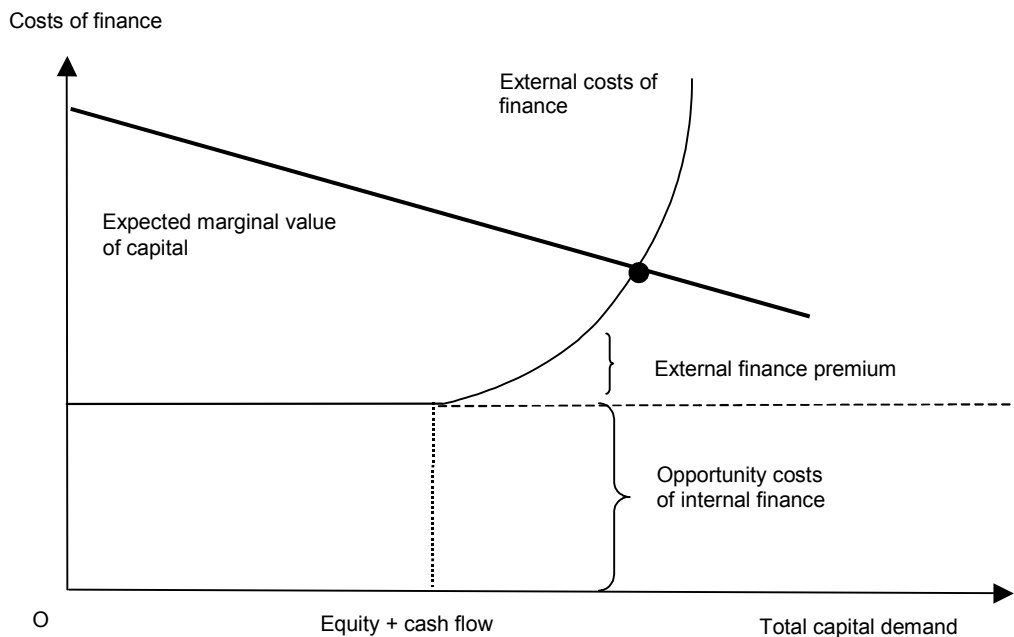 Costs of finance
External costs of
finance
Expected marginal value
of capital
External finance premium
Opportunity costs
of internal finance
O
Equity + cash flow
Total capital demand